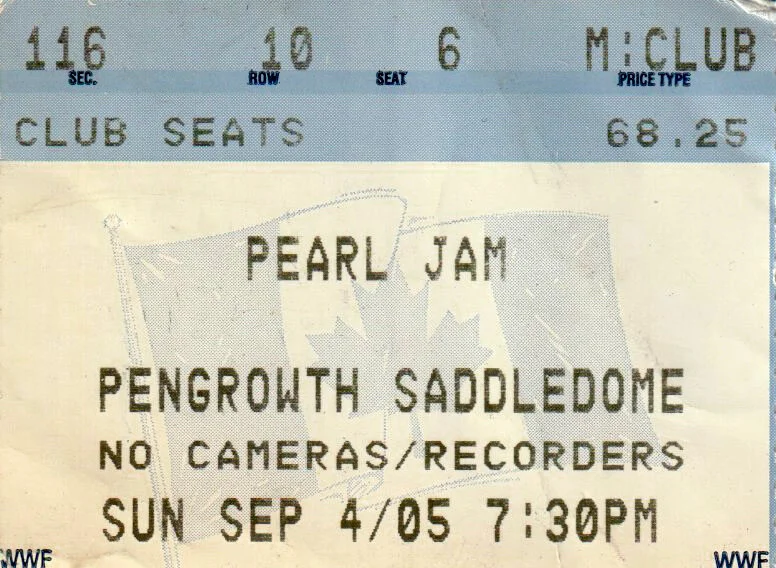 116 10 6 M:CLUB
SEC. ROW SEAT PRICE TYPE
CLUB SEATS 68.25
PEARL JAM
PENGROWTH SADDLEDOME
NO CAMERAS/RECORDERS
SUN SEP 4/05 7:30PM
WWF WWF